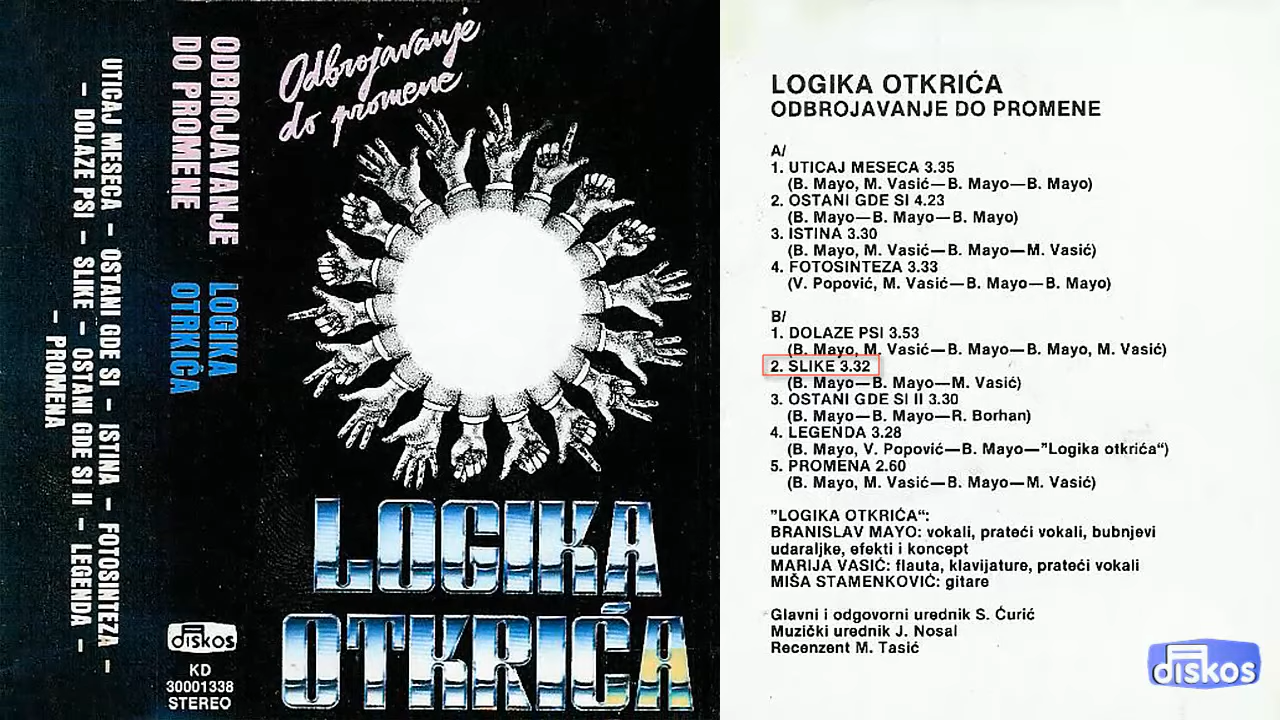 UTICAJ MESECA – OSTANI GDE SI – ISTINA – FOTOSINTEZA –
– DOLAZE PSI – SLIKE – OSTANI GDE SI II – LEGENDA –
– PROMENA
ODBROJAVANJE
DO PROMENE
LOGIKA
OTRKIĆA
diskos
KD
30001338
STEREO
Odbrojavanje
do promene
LOGIKA
OTKRIĆA
LOGIKA OTKRIĆA
ODBROJAVANJE DO PROMENE
A/
1. UTICAJ MESECA 3.35
(B. Mayo, M. Vasić—B. Mayo—B. Mayo)
2. OSTANI GDE SI 4.23
(B. Mayo—B. Mayo—B. Mayo)
3. ISTINA 3.30
(B. Mayo, M. Vasić—B. Mayo—M. Vasić)
4. FOTOSINTEZA 3.33
(V. Popović, M. Vasić—B. Mayo—B. Mayo)
B/
1. DOLAZE PSI 3.53
(B. Mayo, M. Vasić—B. Mayo—B. Mayo, M. Vasić)
2. SLIKE 3.32
(B. Mayo—B. Mayo—M. Vasić)
3. OSTANI GDE SI II 3.30
(B. Mayo—B. Mayo—R. Borhan)
4. LEGENDA 3.28
(B. Mayo, V. Popović—B. Mayo—"Logika otkrića“)
5. PROMENA 2.60
(B. Mayo, M. Vasić—B. Mayo—M. Vasić)
"LOGIKA OTKRIĆA“:
BRANISLAV MAYO: vokali, prateći vokali, bubnjevi
udaraljke, efekti i koncept
MARIJA VASIĆ: flauta, klavijature, prateći vokali
MIŠA STAMENKOVIĆ: gitare
Glavni i odgovorni urednik S. Ćurić
Muzički urednik J. Nosal
Recenzent M. Tasić
diskos